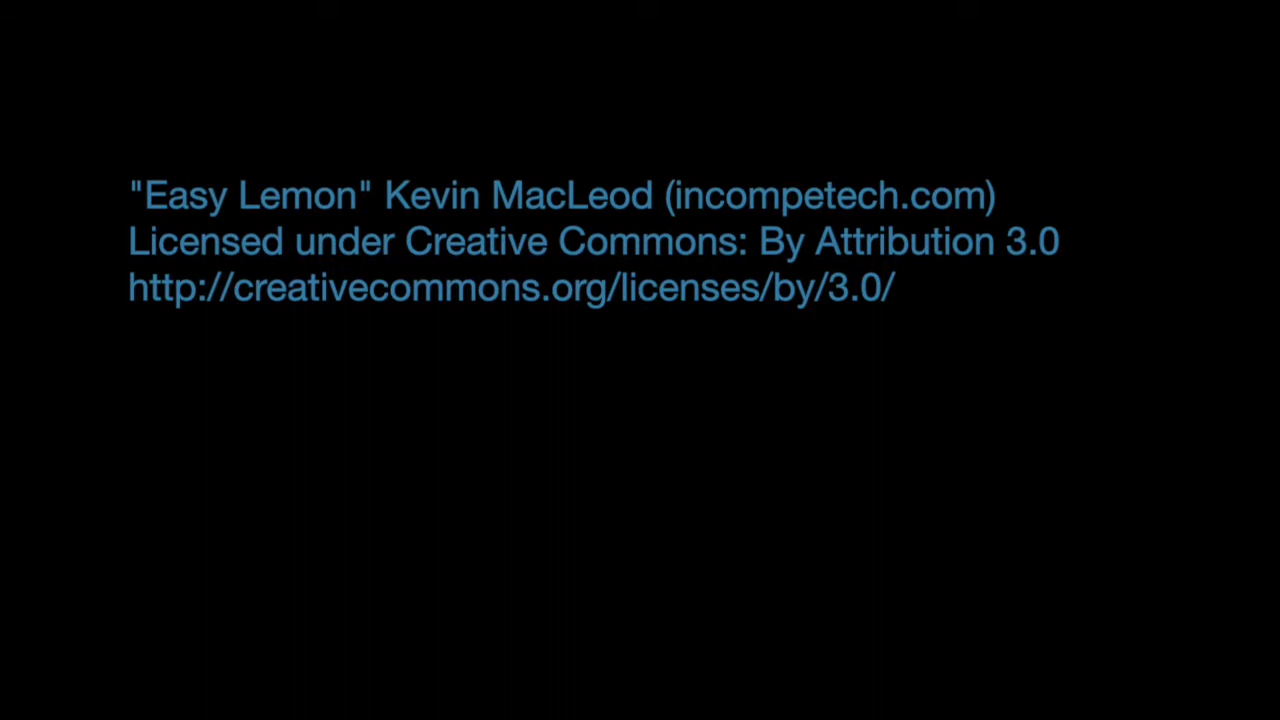 "Easy Lemon" Kevin MacLeod (incompetech.com)
Licensed under Creative Commons: By Attribution 3.0
http://creativecommons.org/licenses/by/3.0/